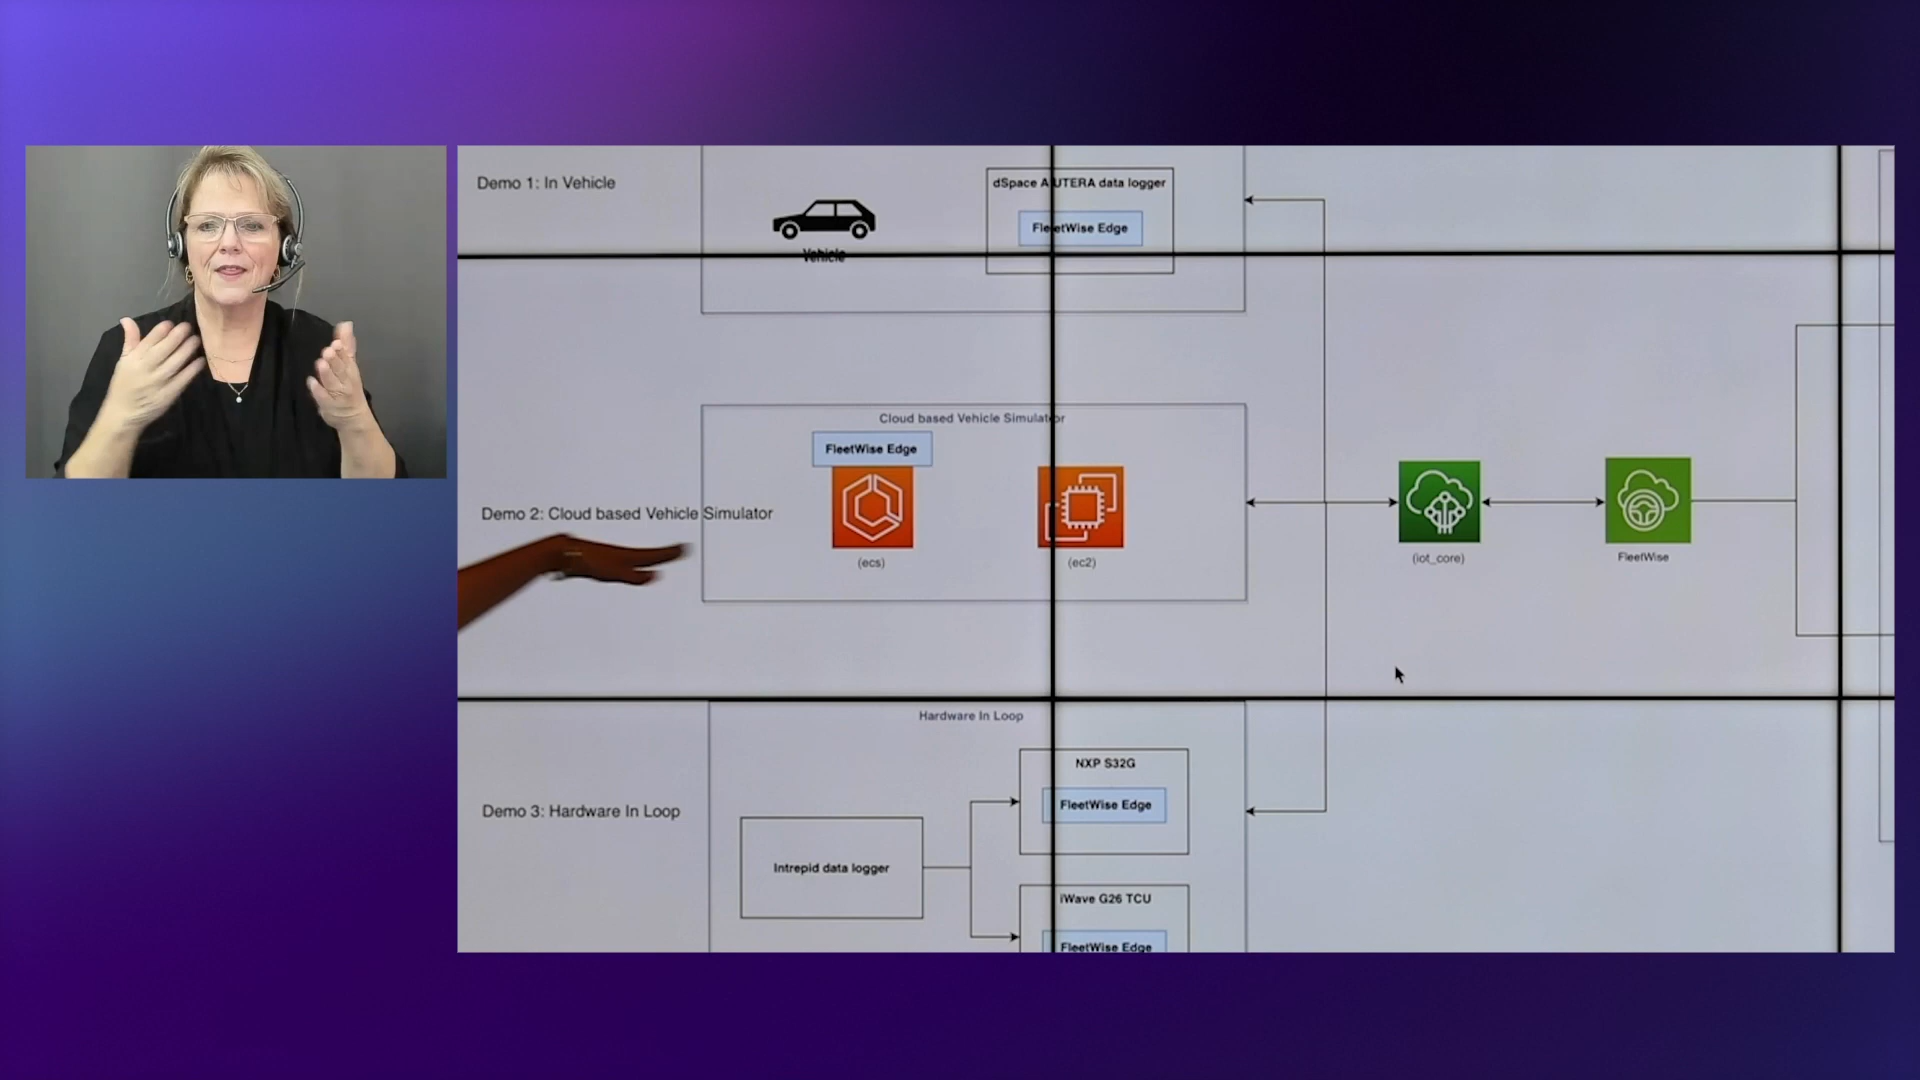 Demo 1: In Vehicle
dSpace AUTERA data logger
FleetWise Edge
Vehicle
Cloud based Vehicle Simulator
FleetWise Edge
Demo 2: Cloud based Vehicle Simulator
(ecs)
(ec2)
(iot_core)
FleetWise
Hardware In Loop
NXP S32G
FleetWise Edge
Demo 3: Hardware In Loop
Intrepid data logger
iWave G26 TCU
FleetWise Edge